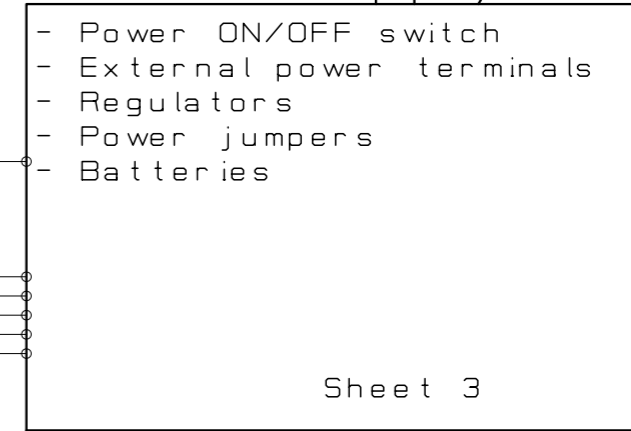 - Power ON/OFF switch
- External power terminals
- Regulators
- Power jumpers
- Batteries
Sheet 3